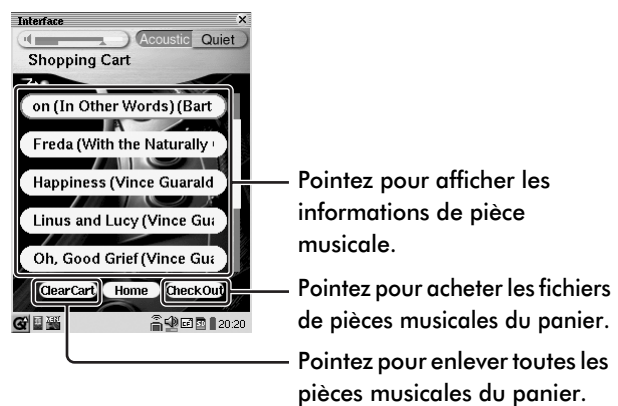 Interface ×
Acoustic Quiet
Shopping Cart
on (In Other Words) (Bart
Freda (With the Naturally
Happiness (Vince Guarald
Linus and Lucy (Vince Gua
Oh, Good Grief (Vince Gua
ClearCart Home CheckOut
20:20
Pointez pour afficher les
informations de pièce
musicale.
Pointez pour acheter les fichiers
de pièces musicales du panier.
Pointez pour enlever toutes les
pièces musicales du panier.